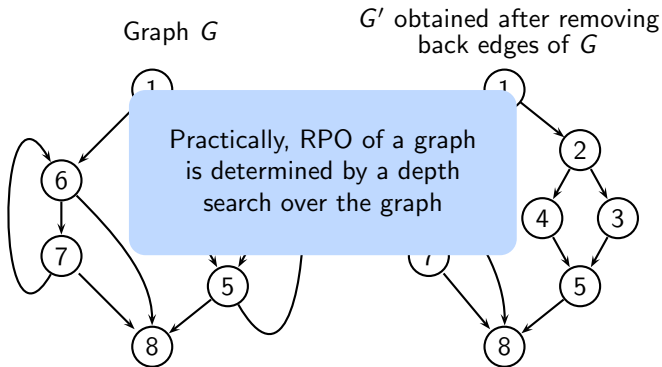 Graph G
G′ obtained after removing
back edges of G
1
1
Practically, RPO of a graph
is determined by a depth
search over the graph
2
6
4
3
7
7
5
5
8
8